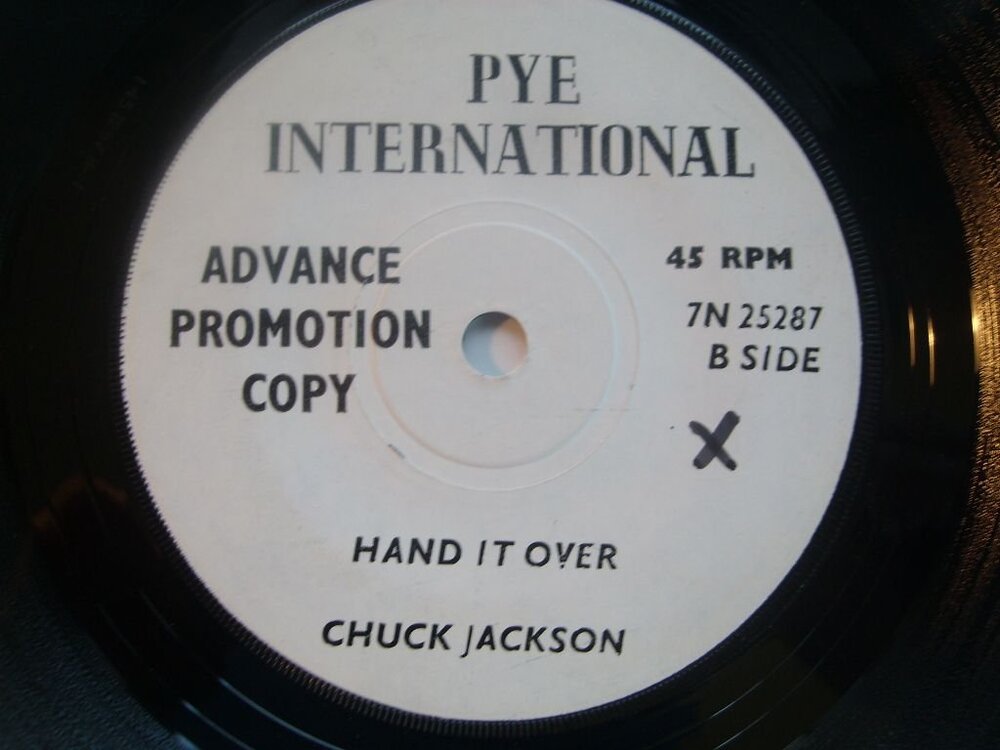 PYE
INTERNATIONAL
ADVANCE
PROMOTION
COPY
45 RPM
7N 25287
B SIDE
X
HAND IT OVER
CHUCK JACKSON